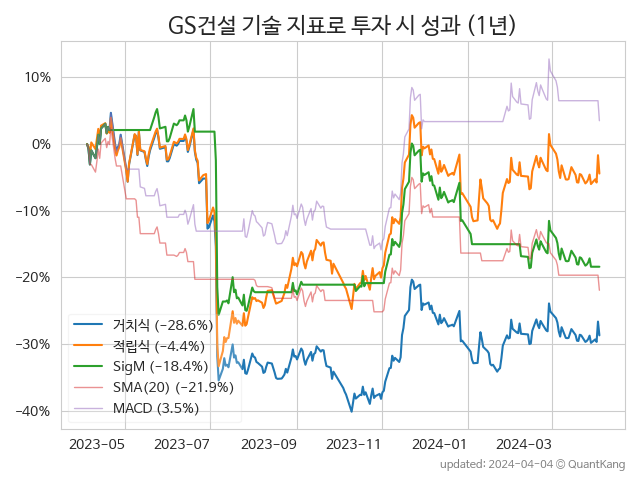 GS건설 기술 지표로 투자 시 성과 (1년)
10%
0%
−10%
−20%
−30%
−40%
거치식 (−28.6%)
적립식 (−4.4%)
SigM (−18.4%)
SMA(20) (−21.9%)
MACD (3.5%)
2023−05
2023−07
2023−09
2023−11
2024−01
2024−03
updated: 2024−04−04 © QuantKang